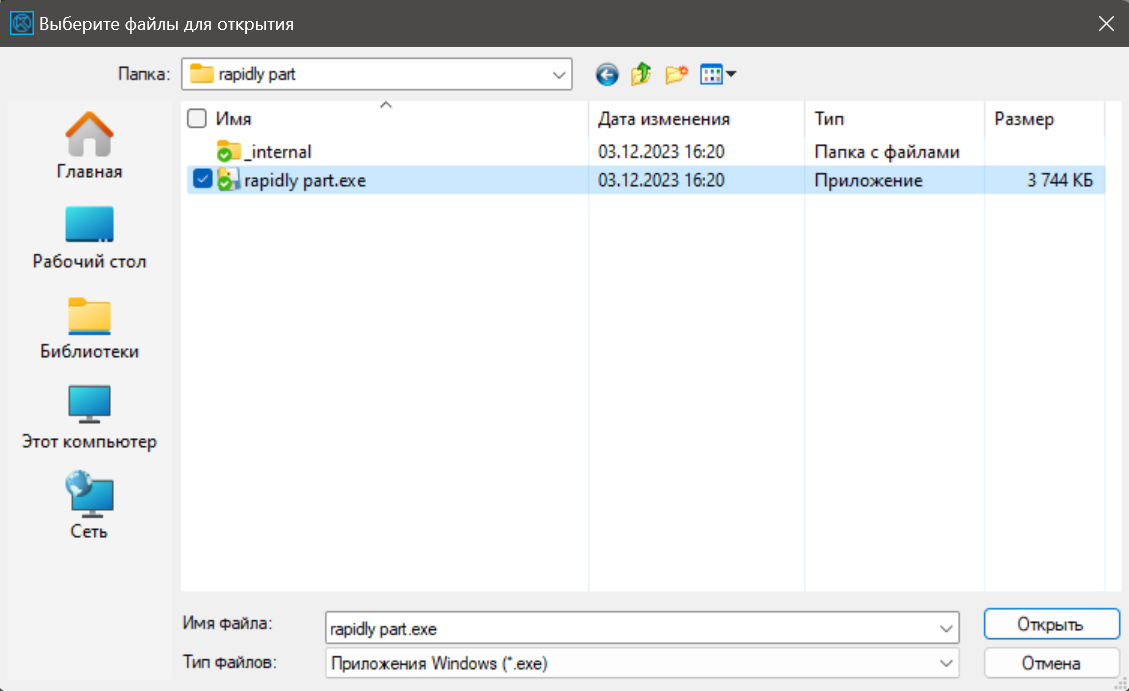 Выберите файлы для открытия
Папка: rapidly part
Имя Дата изменения Тип Размер
_internal 03.12.2023 16:20 Папка с файлами
rapidly part.exe 03.12.2023 16:20 Приложение 3 744 КБ
Главная
Рабочий стол
Библиотеки
Этот компьютер
Сеть
Имя файла: rapidly part.exe Открыть
Тип файлов: Приложения Windows (*.exe) Отмена